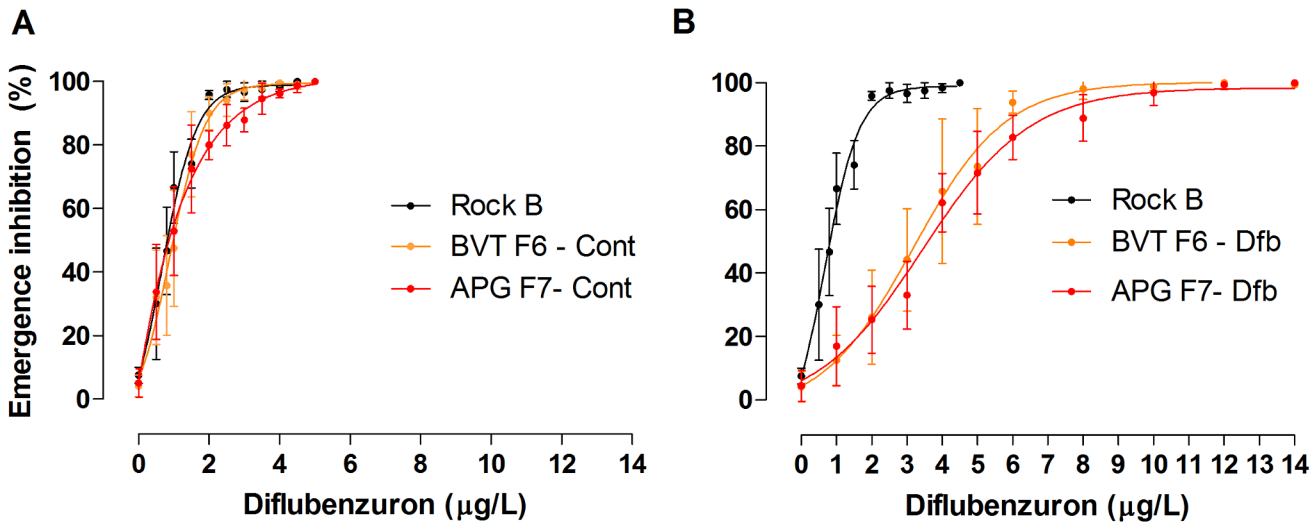 A
Emergence inhibition (%)
100
80
60
40
20
0
Rock B
BVT F6 - Cont
APG F7- Cont
0 2 4 6 8 10 12 14
Diflubenzuron (μg/L)
B
100
80
60
40
20
0
Rock B
BVT F6 - Dfb
APG F7- Dfb
0 1 2 3 4 5 6 7 8 9 10 11 12 13 14
Diflubenzuron (μg/L)